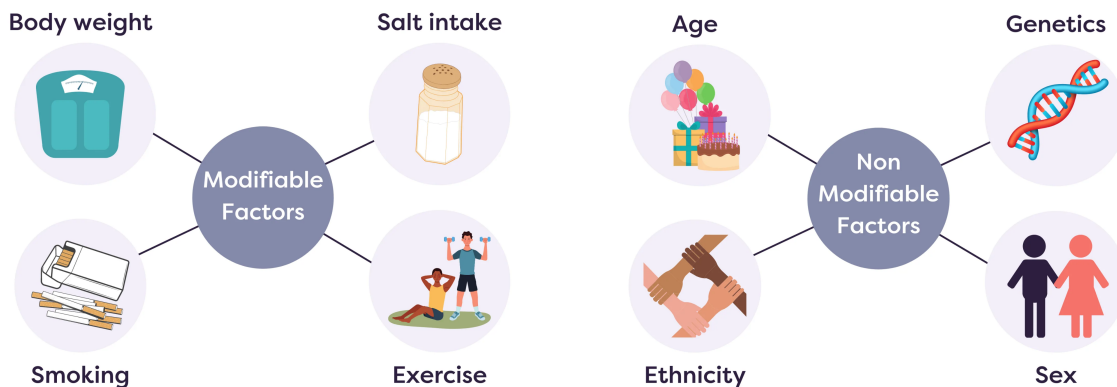 Body weight
Salt intake
Modifiable
Factors
Smoking
Exercise
Age
Genetics
Non
Modifiable
Factors
Ethnicity
Sex